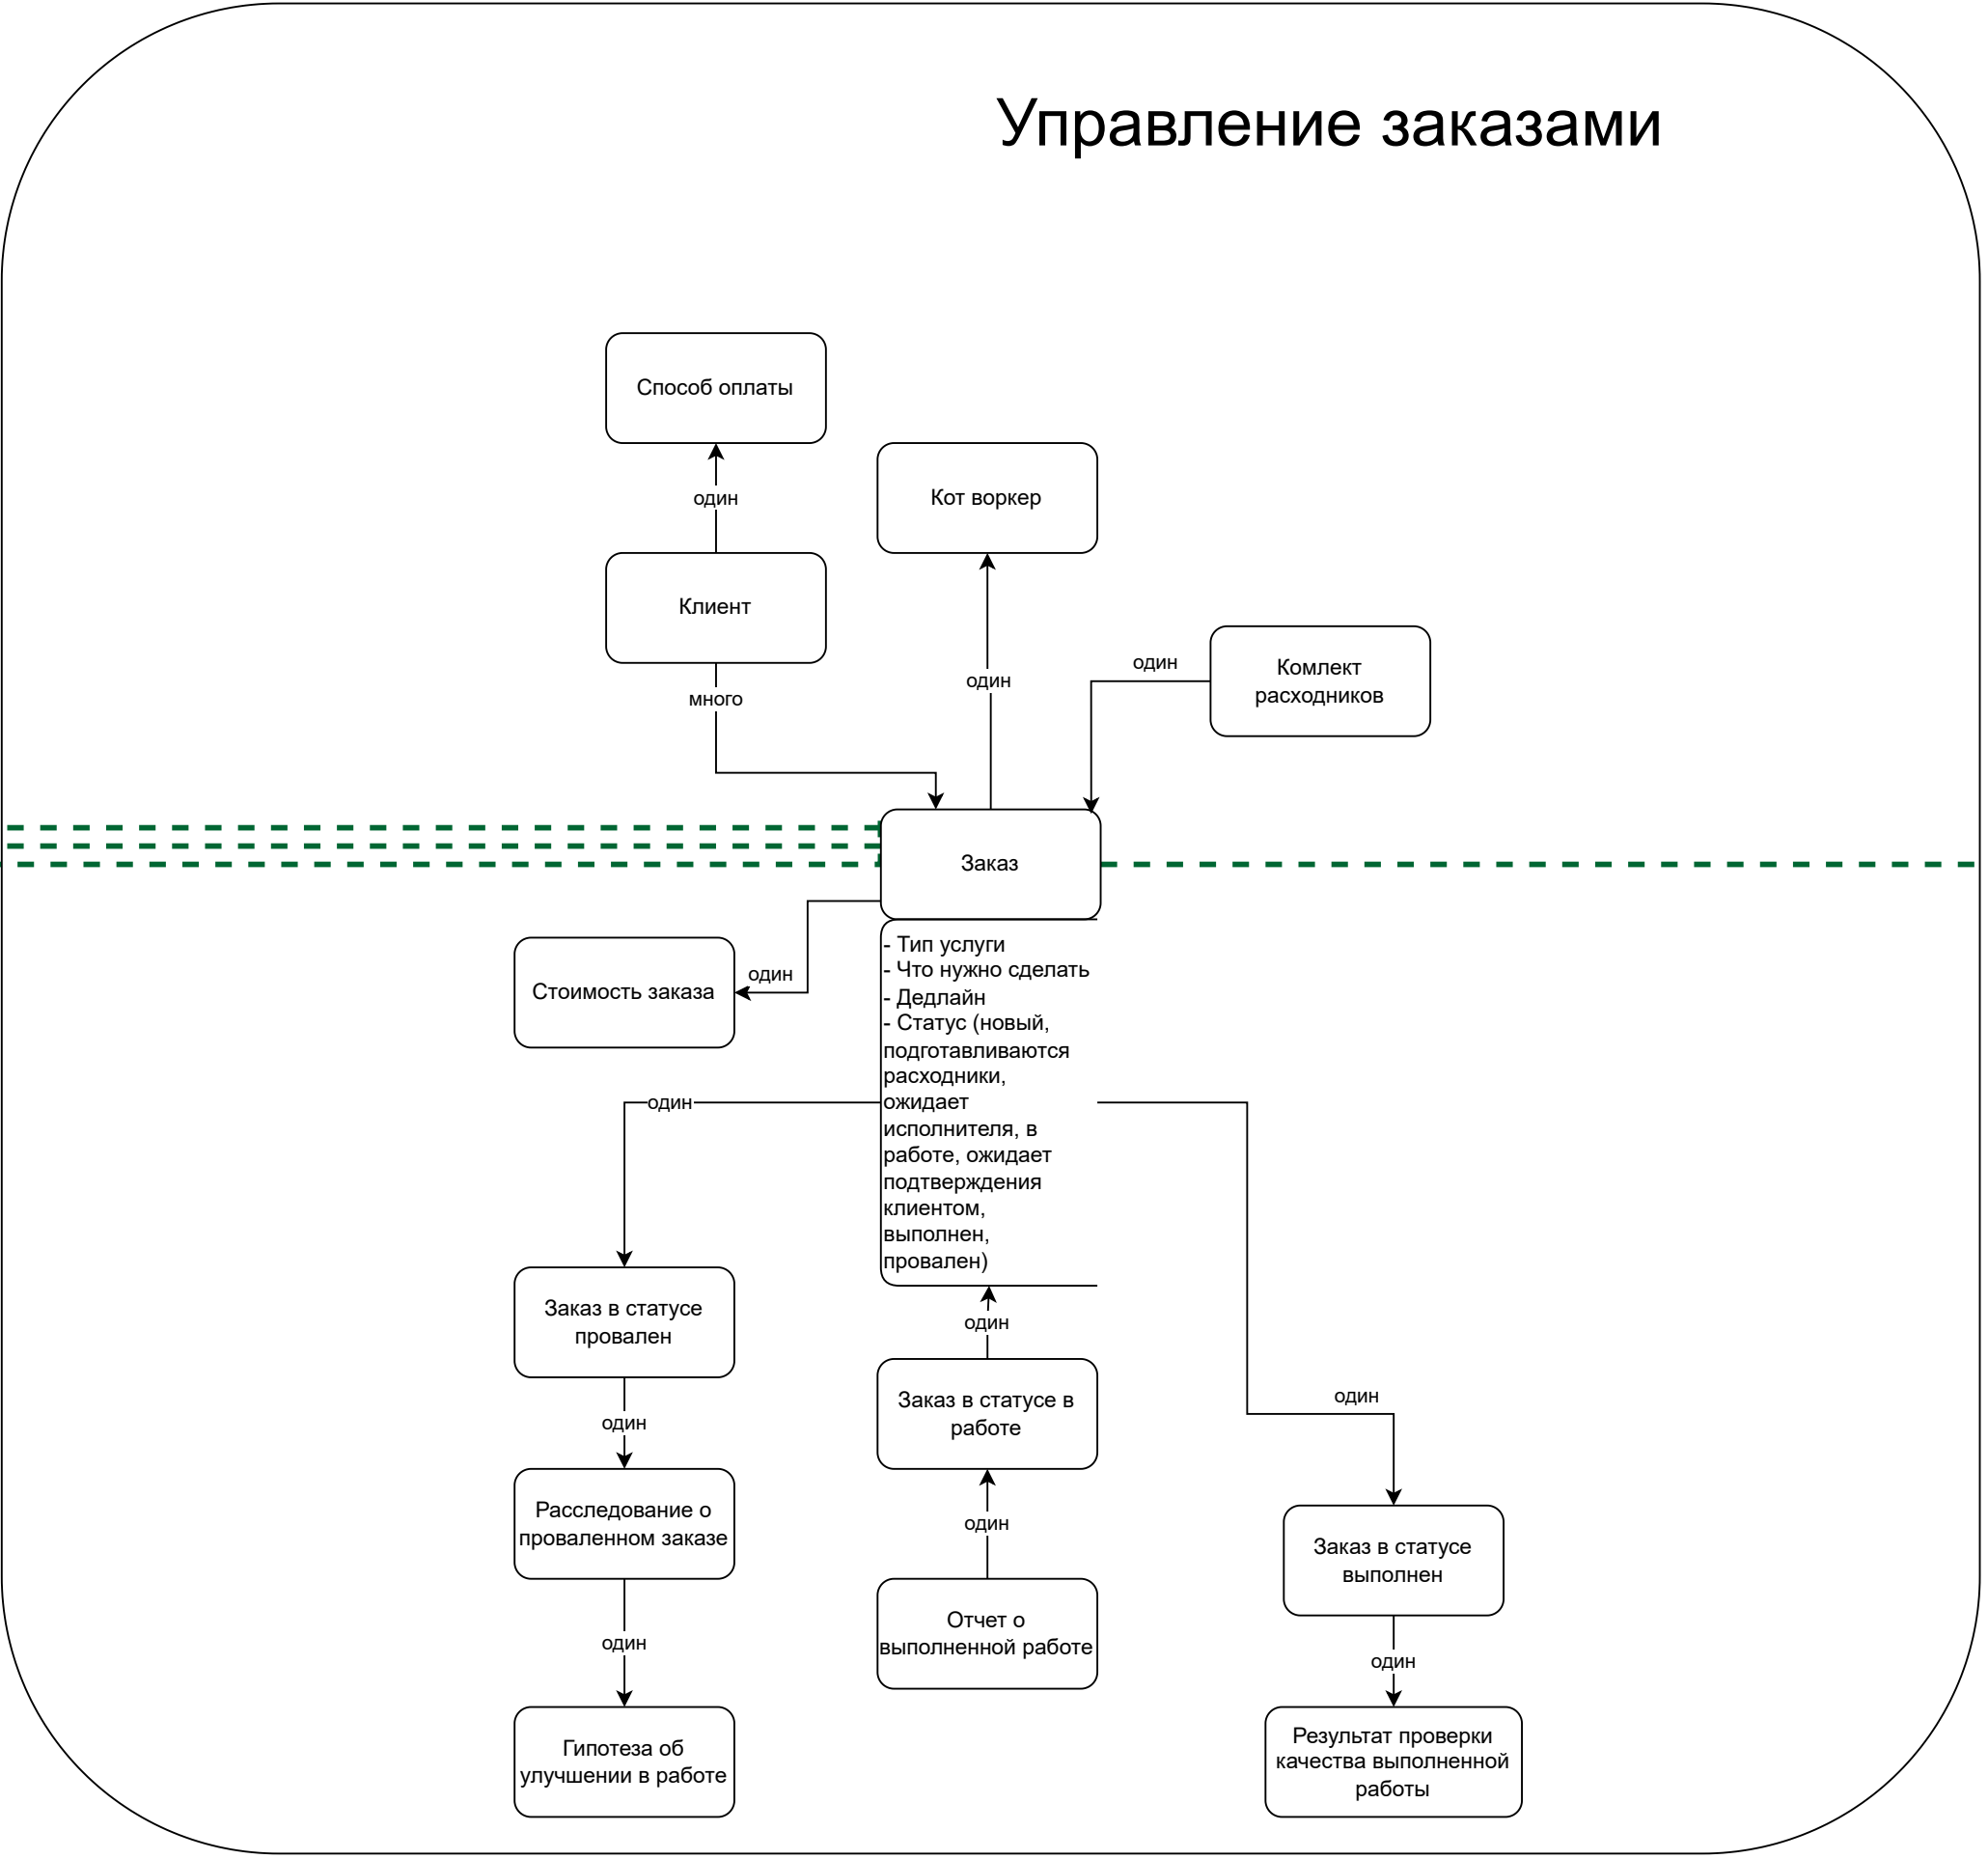 Управление заказами
Способ оплаты
один
Кот воркер
Клиент
один
Комлект
расходников
один
много
Заказ
- Тип услуги
- Что нужно сделать
- Дедлайн
- Статус (новый,
подготавливаются
расходники,
ожидает
исполнителя, в
работе, ожидает
подтверждения
клиентом,
выполнен,
провален)
один
Стоимость заказа
один
Заказ в статусе
провален
один
Расследование о
проваленном заказе
один
Гипотеза об
улучшении в работе
один
Заказ в статусе в
работе
один
Отчет о
выполненной работе
один
Заказ в статусе
выполнен
один
Результат проверки
качества выполненной
работы